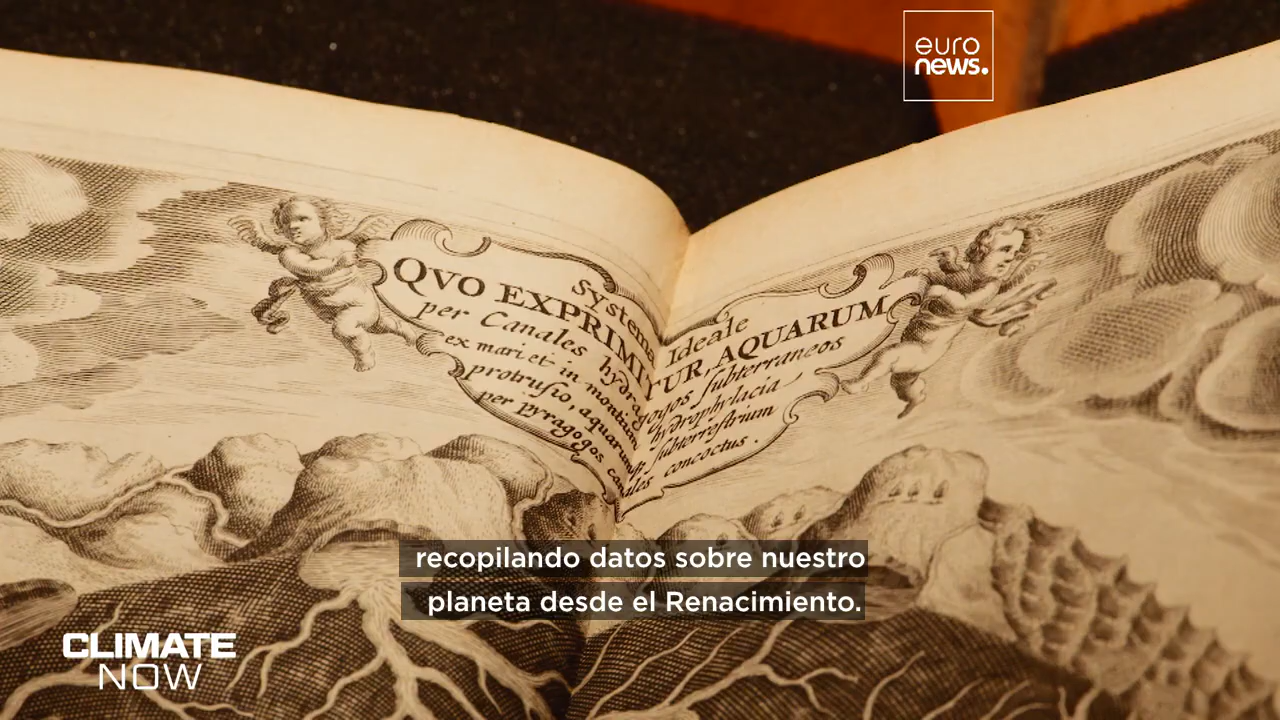 euro
news.
Systema Ideale
QVO EXPRIMITUR, AQUARUM
per Canales hydragogos subterraneos
ex mari et in montium hydrophylacia
protrusio, aquarumq; subterrestrium
per pyragogos canales concoctus.
recopilando datos sobre nuestro
planeta desde el Renacimiento.
CLIMATE
NOW